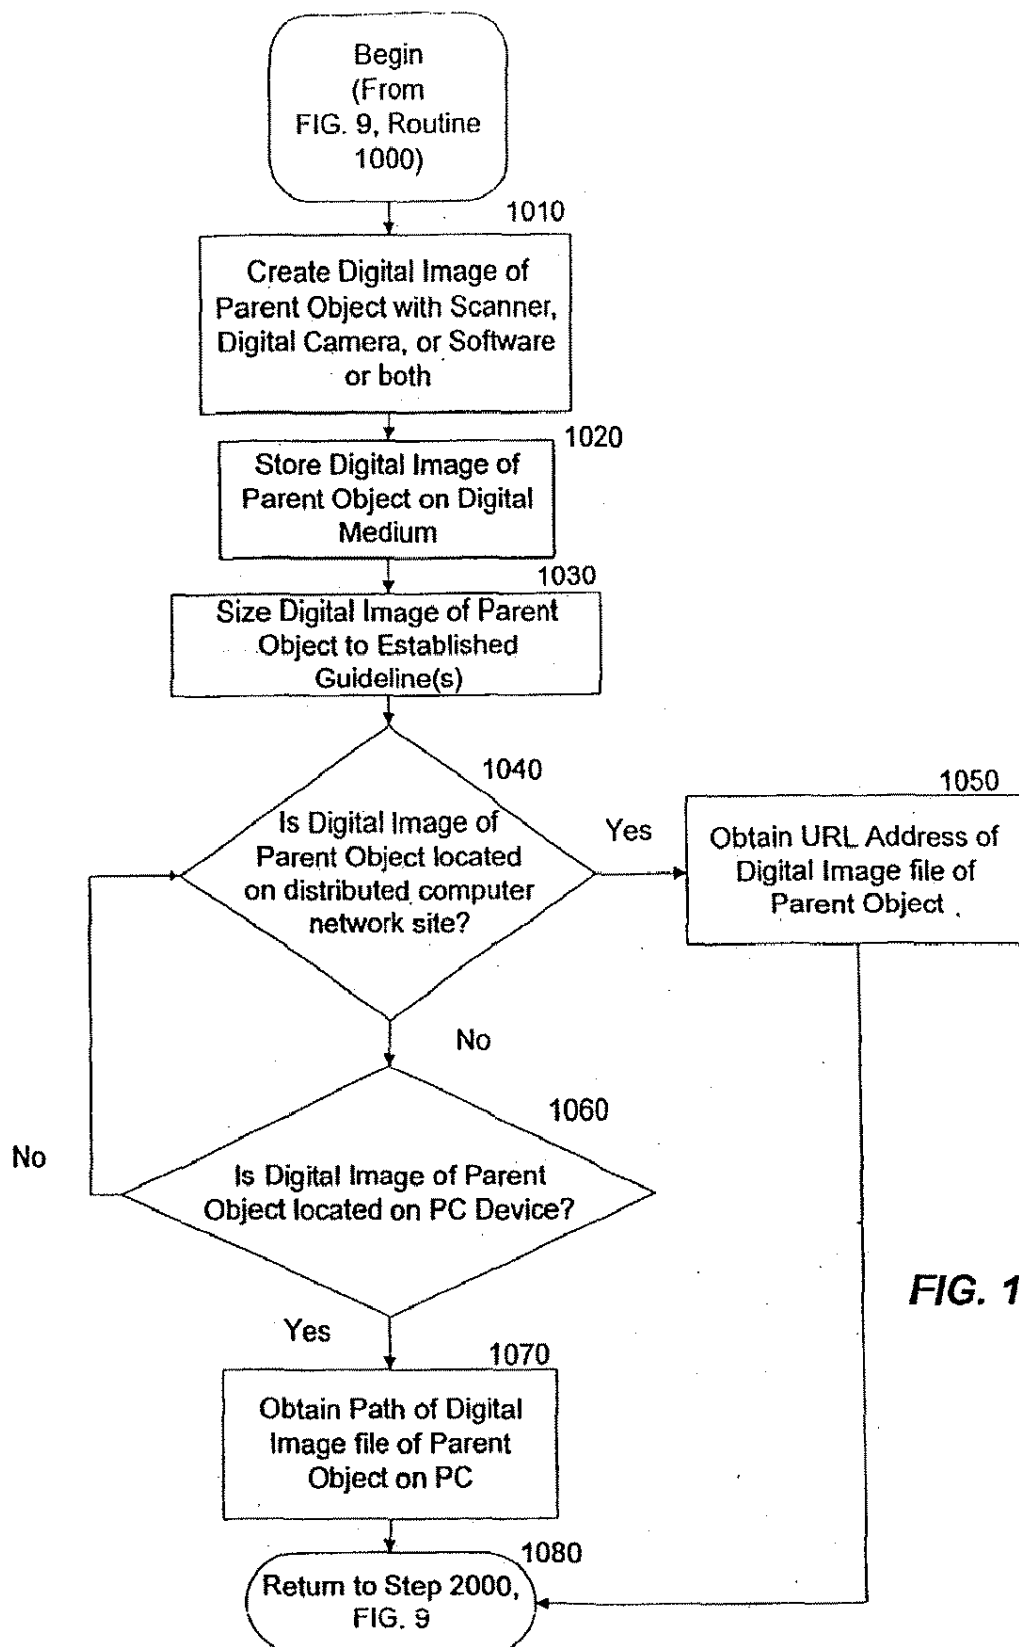 Begin
(From
FIG. 9, Routine
1000)
1010
Create Digital Image of
Parent Object with Scanner,
Digital Camera, or Software
or both
1020
Store Digital Image of
Parent Object on Digital
Medium
1030
Size Digital Image of Parent
Object to Established
Guideline(s)
1040
Is Digital Image of
Parent Object located
on distributed computer
network site?
Yes
1050
Obtain URL Address of
Digital Image file of
Parent Object
No
1060
Is Digital Image of Parent
Object located on PC Device?
No
Yes
FIG. 1
1070
Obtain Path of Digital
Image file of Parent
Object on PC
1080
Return to Step 2000,
FIG. 9